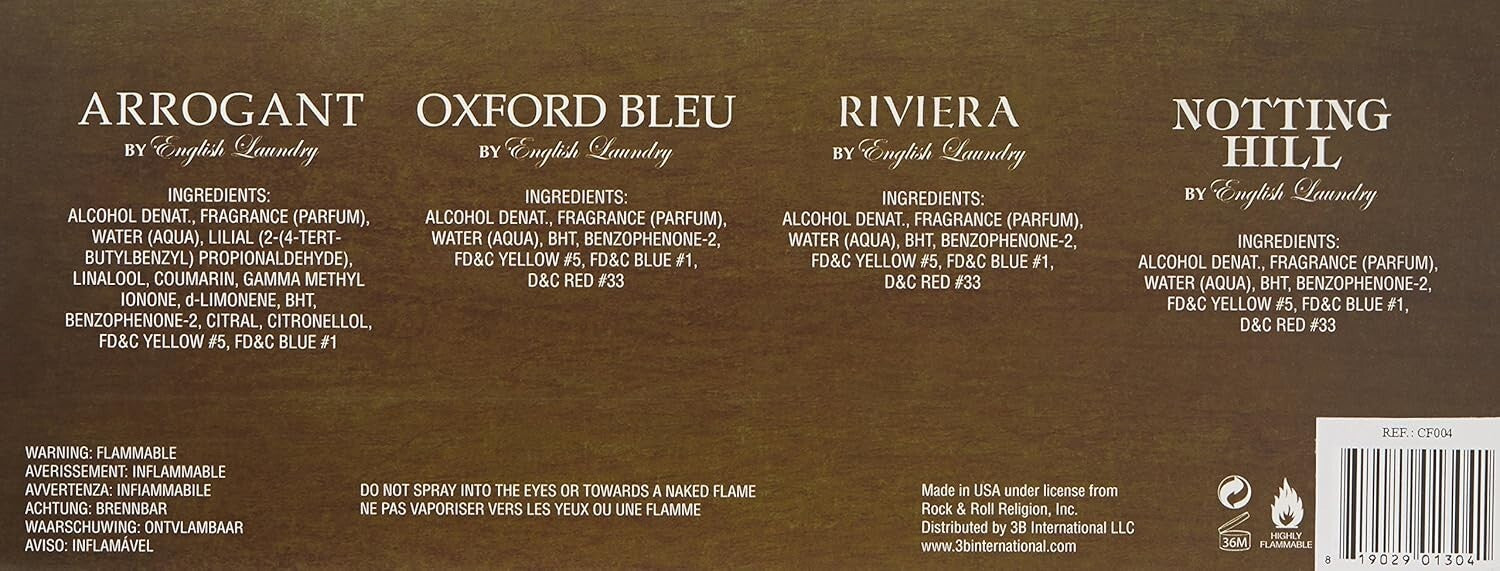 ARROGANT
BY English Laundry
INGREDIENTS:
ALCOHOL DENAT., FRAGRANCE (PARFUM),
WATER (AQUA), LILIAL (2-(4-TERT-
BUTYLBENZYL) PROPIONALDEHYDE),
LINALOOL, COUMARIN, GAMMA METHYL
IONONE, d-LIMONENE, BHT,
BENZOPHENONE-2, CITRAL, CITRONELLOL,
FD&C YELLOW #5, FD&C BLUE #1
OXFORD BLEU
BY English Laundry
INGREDIENTS:
ALCOHOL DENAT., FRAGRANCE (PARFUM),
WATER (AQUA), BHT, BENZOPHENONE-2,
FD&C YELLOW #5, FD&C BLUE #1,
D&C RED #33
RIVIERA
BY English Laundry
INGREDIENTS:
ALCOHOL DENAT., FRAGRANCE (PARFUM),
WATER (AQUA), BHT, BENZOPHENONE-2,
FD&C YELLOW #5, FD&C BLUE #1,
D&C RED #33
NOTTING
HILL
BY English Laundry
INGREDIENTS:
ALCOHOL DENAT., FRAGRANCE (PARFUM),
WATER (AQUA), BHT, BENZOPHENONE-2,
FD&C YELLOW #5, FD&C BLUE #1,
D&C RED #33
WARNING: FLAMMABLE
AVERISSEMENT: INFLAMMABLE
AVVERTENZA: INFIAMMABILE
ACHTUNG: BRENNBAR
WAARSCHUWING: ONTVLAMBAAR
AVISO: INFLAMÁVEL
DO NOT SPRAY INTO THE EYES OR TOWARDS A NAKED FLAME
NE PAS VAPORISER VERS LES YEUX OU UNE FLAMME
Made in USA under license from
Rock & Roll Religion, Inc.
Distributed by 3B International LLC
www.3binternational.com
36M
HIGHLY
FLAMMABLE
REF.: CF004
8 19029 01304